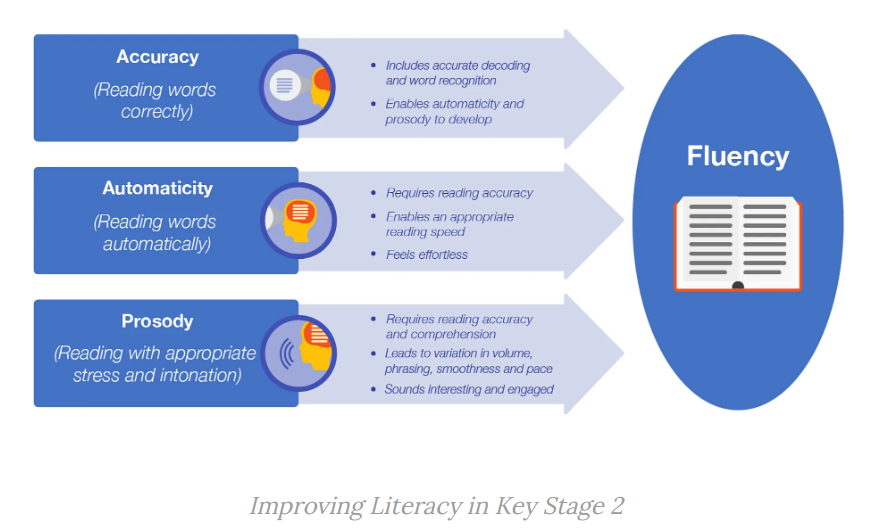 Accuracy
(Reading words
correctly)
• Includes accurate decoding
and word recognition
• Enables automaticity and
prosody to develop
Automaticity
(Reading words
automatically)
• Requires reading accuracy
• Enables an appropriate
reading speed
• Feels effortless
Prosody
(Reading with appropriate
stress and intonation)
• Requires reading accuracy
and comprehension
• Leads to variation in volume,
phrasing, smoothness and pace
• Sounds interesting and engaged
Fluency
Improving Literacy in Key Stage 2